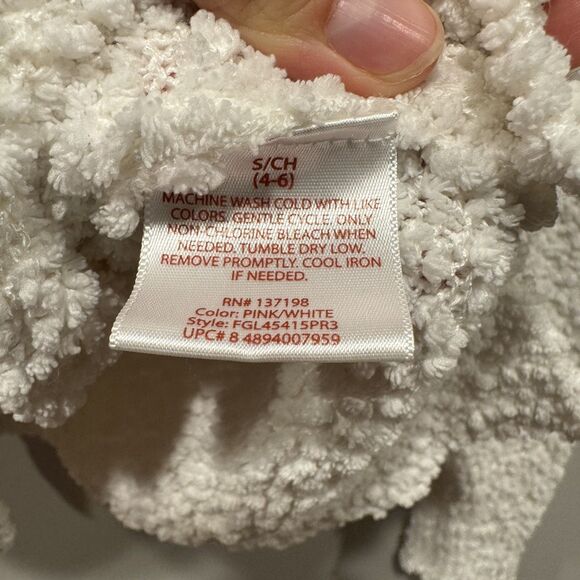 S/CH
(4-6)
MACHINE WASH COLD WITH LIKE
COLORS. GENTLE CYCLE. ONLY
NON-CHLORINE BLEACH WHEN
NEEDED. TUMBLE DRY LOW.
REMOVE PROMPTLY. COOL IRON
IF NEEDED.
RN# 137198
Color: PINK/WHITE
Style: FGL45415PR3
UPC# 8 4894007959